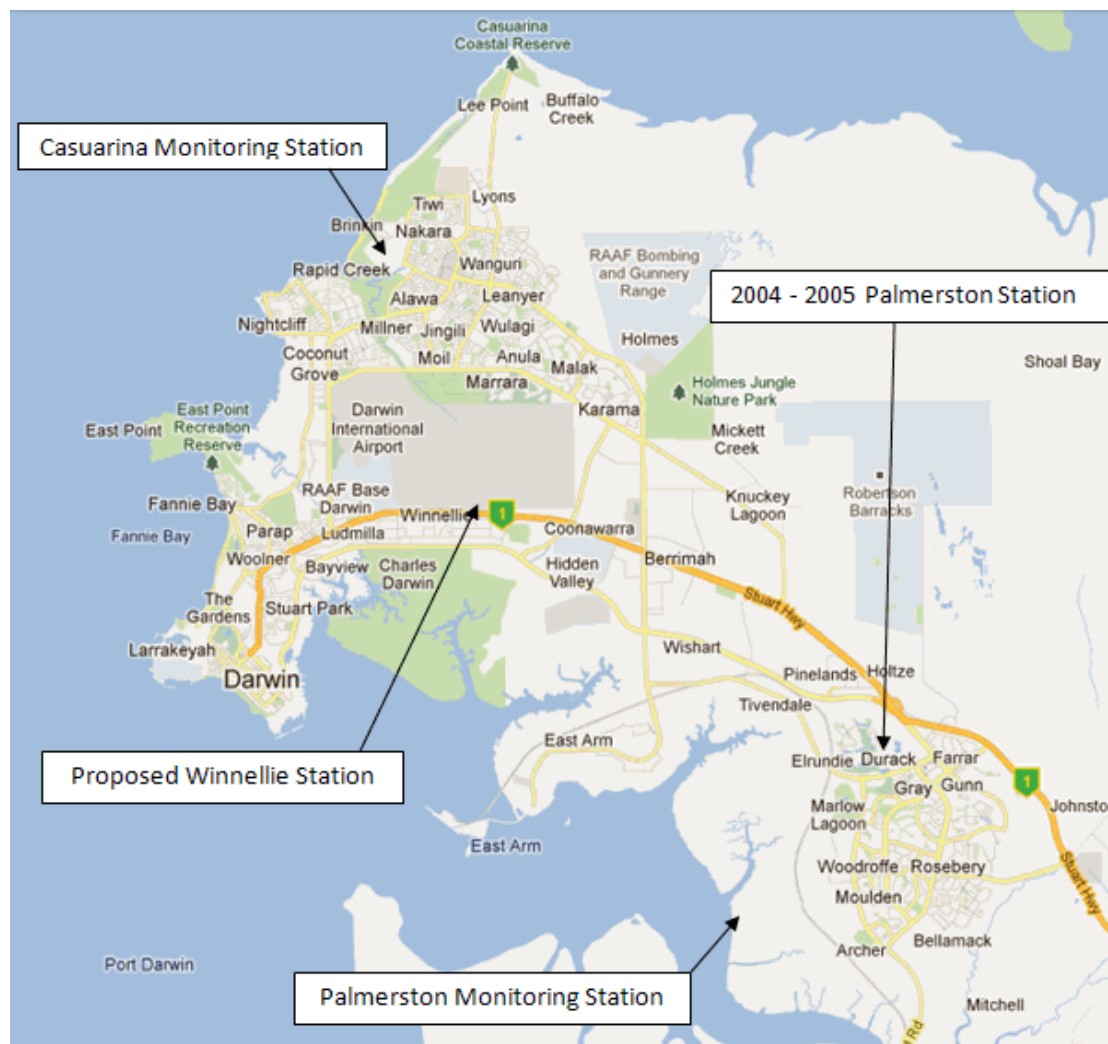 Casuarina
Coastal Reserve
Lee Point
Buffalo
Creek
Casuarina Monitoring Station
Lyons
Tiwi
Brinkin
Nakara
RAAF Bombing
and Gunnery
Range
Wanguri
Rapid Creek
2004 - 2005 Palmerston Station
Alawa
Leanyer
Nightcliff
Millner
Jingili
Wulagi
Holmes
Coconut
Grove
Moil
Anula
Malak
Shoal Bay
Marrara
Holmes Jungle
Nature Park
East Point
Recreation
Reserve
East Point
Darwin
International
Airport
Karama
Mickett
Creek
RAAF Base
Darwin
Knuckey
Lagoon
Robertson
Barracks
Fannie Bay
Winnellie
1
Fannie Bay
Parap
Ludmilla
Coonawarra
Woolner
Bayview
Charles
Darwin
Hidden
Valley
Berrimah
The
Gardens
Stuart Park
Stuart Hwy
Larrakeyah
Wishart
Darwin
Pinelands
Holtze
Tivendale
East Arm
Proposed Winnellie Station
Elrundie
Durack
Farrar
Gray
Gunn
1
Marlow
Lagoon
Johnsto
East Arm
Stuart Hwy
Woodroffe
Rosebery
Moulden
Archer
Bellamack
Port Darwin
Palmerston Monitoring Station
Mitchell
Rd